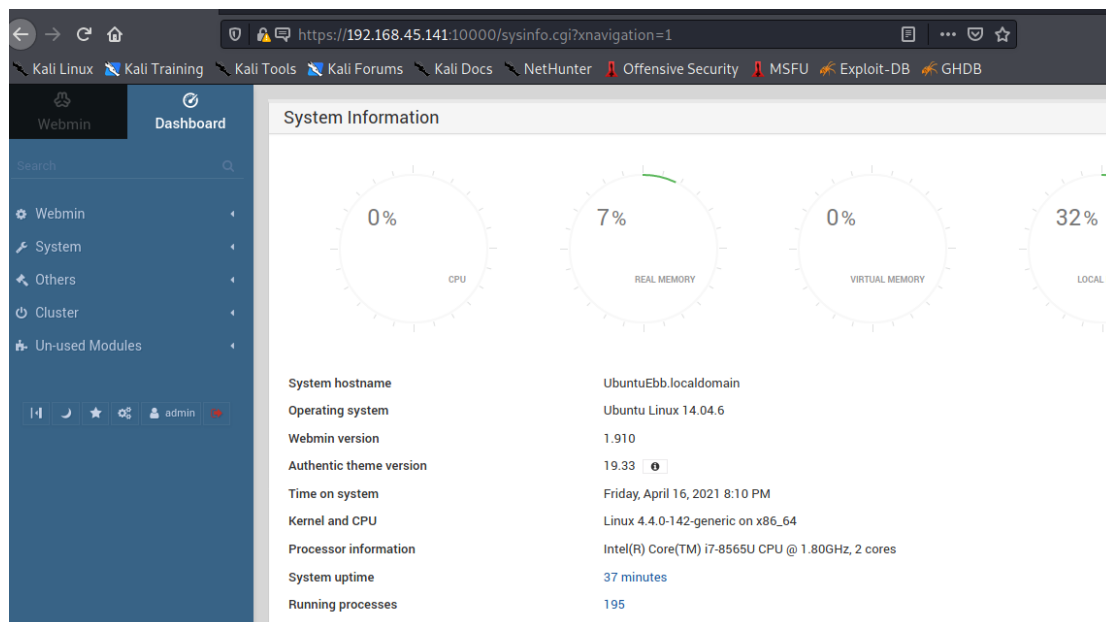 https://192.168.45.141:10000/sysinfo.cgi?xnavigation=1
Kali Linux Kali Training Kali Tools Kali Forums Kali Docs NetHunter Offensive Security MSFU Exploit-DB GHDB
Webmin Dashboard
Search
Webmin
System
Others
Cluster
Un-used Modules
admin
System Information
0% 7% 0% 32%
CPU REAL MEMORY VIRTUAL MEMORY LOCAL
System hostname UbuntuEbb.localdomain
Operating system Ubuntu Linux 14.04.6
Webmin version 1.910
Authentic theme version 19.33
Time on system Friday, April 16, 2021 8:10 PM
Kernel and CPU Linux 4.4.0-142-generic on x86_64
Processor information Intel(R) Core(TM) i7-8565U CPU @ 1.80GHz, 2 cores
System uptime 37 minutes
Running processes 195